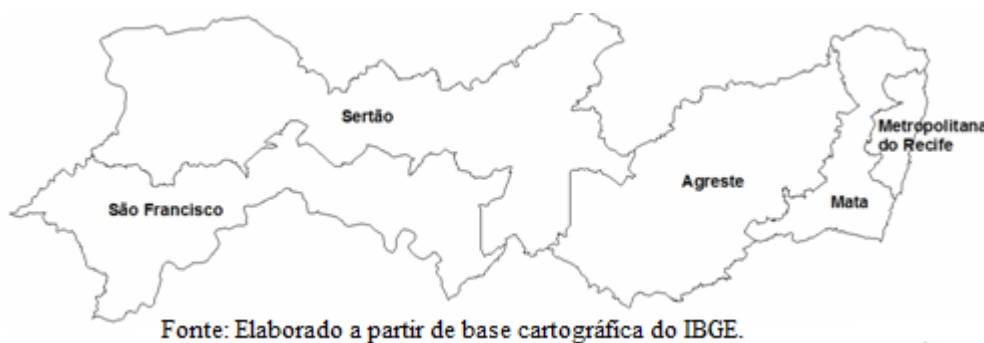 Sertão
Metropolitana
do Recife
Agreste
São Francisco
Mata
Fonte: Elaborado a partir de base cartográfica do IBGE.